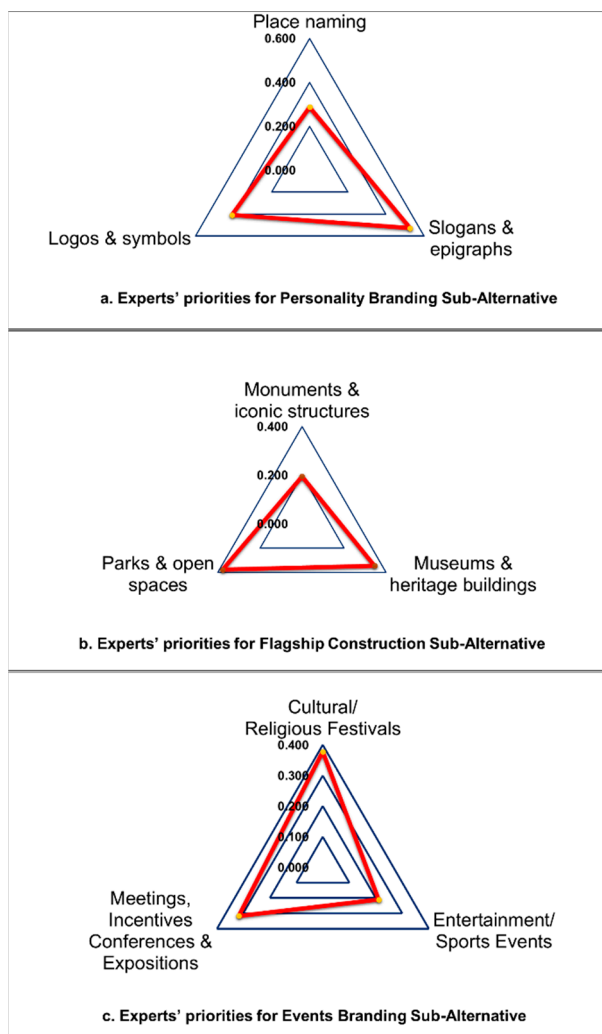 Place naming
0.600
0.400
0.200
0.000
Logos & symbols
Slogans &
epigraphs
a. Experts' priorities for Personality Branding Sub-Alternative
Monuments &
iconic structures
0.400
0.200
0.000
Parks & open
spaces
Museums &
heritage buildings
b. Experts' priorities for Flagship Construction Sub-Alternative
Cultural/
Religious Festivals
0.400
0.300
0.200
0.100
0.000
Meetings,
Incentives
Conferences &
Expositions
Entertainment/
Sports Events
c. Experts' priorities for Events Branding Sub-Alternative